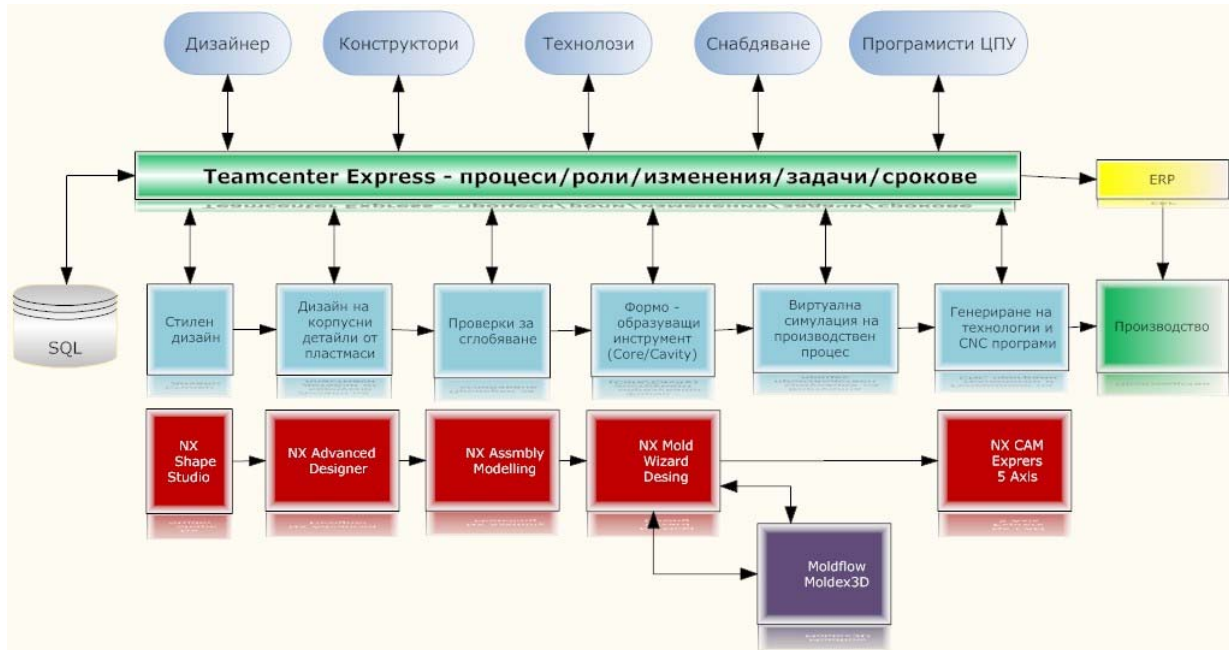 Дизайнер
Конструктори
Технолози
Снабдяване
Програмисти ЦПУ
Teamcenter Express - процеси/роли/изменения/задачи/срокове
ERP
SQL
Стилен
дизайн
Дизайн на
корпусни
детайли от
пластмаси
Проверки за
сглобяване
Формо -
образуващи
инструмент
(Core/Cavity)
Виртуална
симулация на
производствен
процес
Генериране на
технологии и
CNC програми
Производство
NX
Shape
Studio
NX Advanced
Designer
NX Assmbly
Modelling
NX Mold
Wizard
Desing
NX CAM
Exprers
5 Axis
Moldflow
Moldex3D